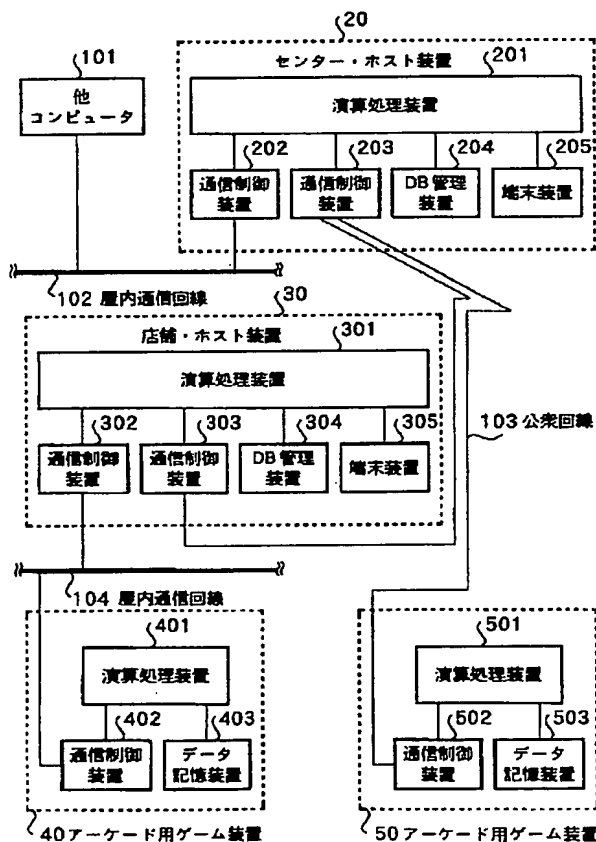 20
101
センター・ホスト装置
201
他
コンピュータ
演算処理装置
202
203
204
205
通信制御
装置
通信制御
装置
DB管理
装置
端末装置
102 屋内通信回線
30
店舗・ホスト装置
301
演算処理装置
302
303
304
305
103 公衆回線
通信制御
装置
通信制御
装置
DB管理
装置
端末装置
104 屋内通信回線
401
演算処理装置
402
403
通信制御
装置
データ
記憶装置
40アーケード用ゲーム装置
501
演算処理装置
502
503
通信制御
装置
データ
記憶装置
50アーケード用ゲーム装置